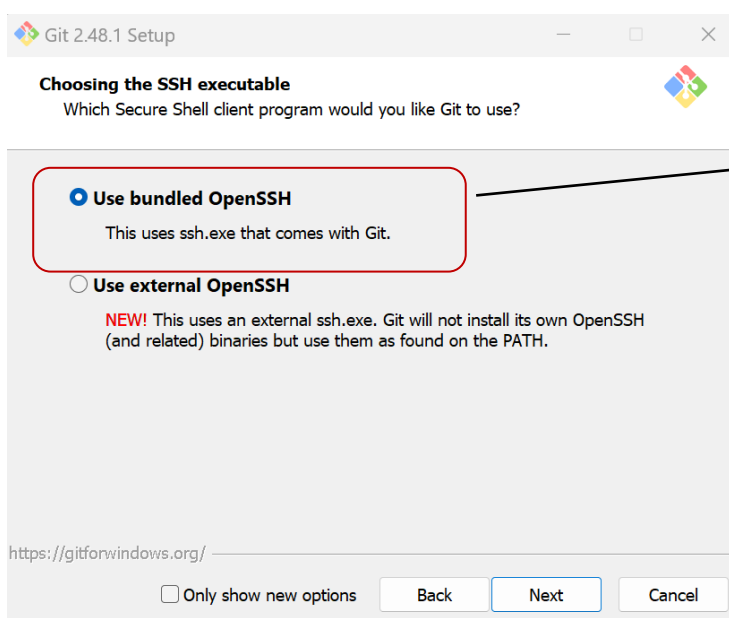 Git 2.48.1 Setup
Choosing the SSH executable
Which Secure Shell client program would you like Git to use?
Use bundled OpenSSH
This uses ssh.exe that comes with Git.
Use external OpenSSH
NEW! This uses an external ssh.exe. Git will not install its own OpenSSH
(and related) binaries but use them as found on the PATH.
https://gitforwindows.org/
Only show new options
Back
Next
Cancel